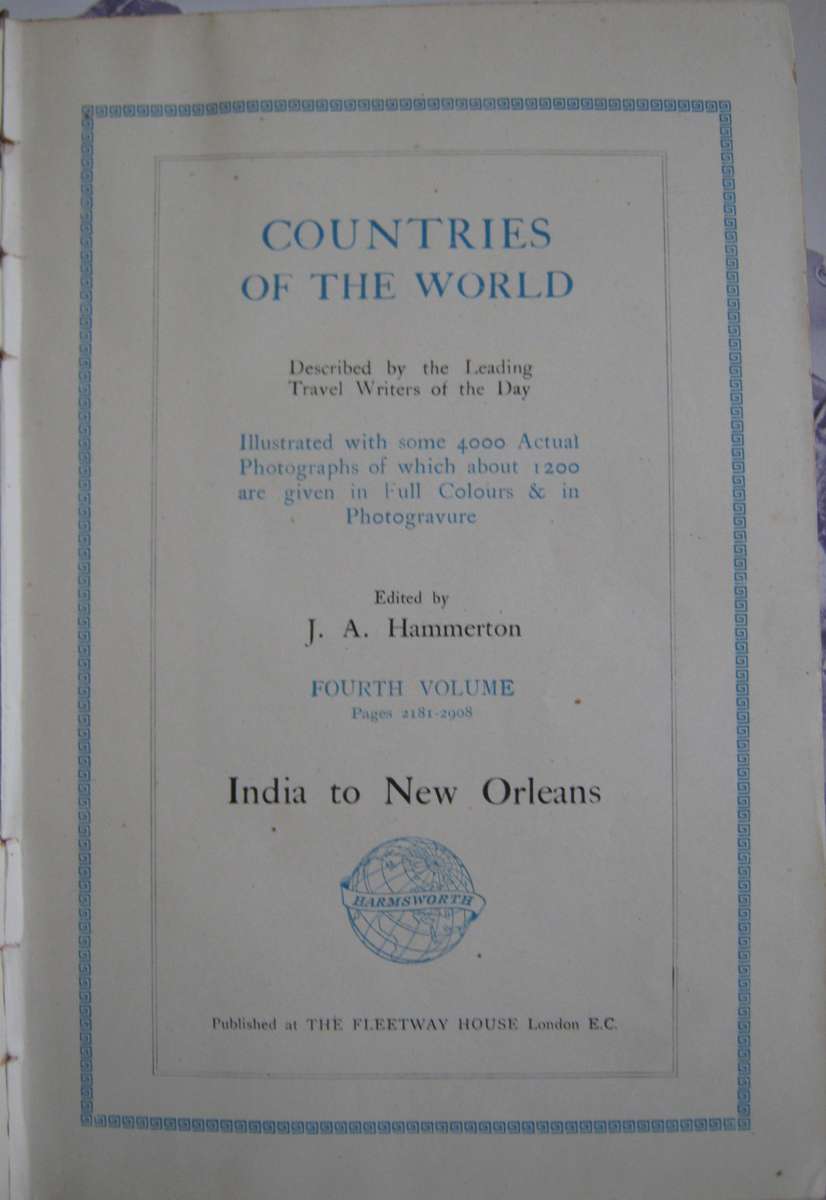 COUNTRIES
OF THE WORLD
Described by the Leading
Travel Writers of the Day
Illustrated with some 4000 Actual
Photographs of which about 1200
are given in Full Colours & in
Photogravure
Edited by
J. A. Hammerton
FOURTH VOLUME
Pages 2181-2908
India to New Orleans
HARMSWORTH
Published at THE FLEETWAY HOUSE London E.C.